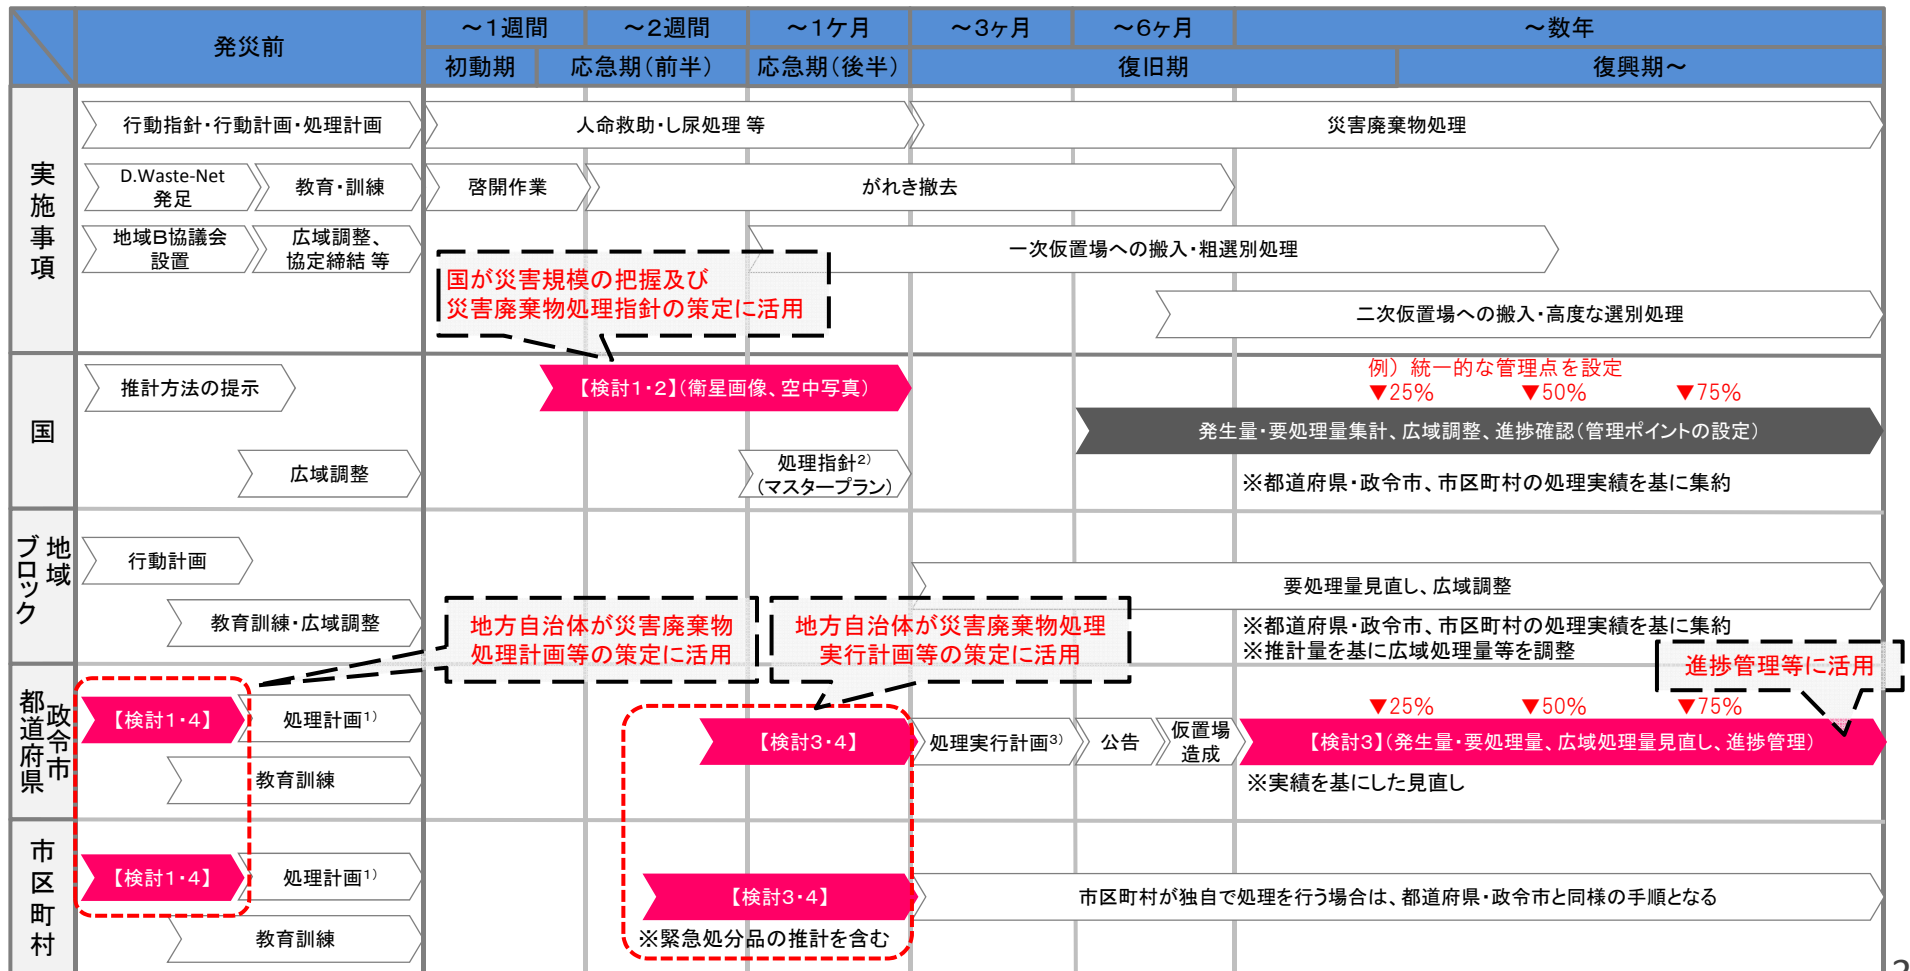 発災前
～1週間
～2週間
～1ケ月
～3ヶ月
～6ヶ月
～数年
初動期
応急期(前半)
応急期(後半)
復旧期
復興期～
実施事項
行動指針・行動計画・処理計画
人命救助・し尿処理 等
災害廃棄物処理
D.Waste-Net
発足
教育・訓練
啓開作業
がれき撤去
地域B協議会
設置
広域調整、
協定締結 等
一次仮置場への搬入・粗選別処理
国が災害規模の把握及び
災害廃棄物処理指針の策定に活用
二次仮置場への搬入・高度な選別処理
国
推計方法の提示
【検討1・2】(衛星画像、空中写真)
例）統一的な管理点を設定
▼25%
▼50%
▼75%
発生量・要処理量集計、広域調整、進捗確認(管理ポイントの設定)
広域調整
処理指針2)
(マスタープラン)
※都道府県・政令市、市区町村の処理実績を基に集約
地域
ブロック
行動計画
要処理量見直し、広域調整
教育訓練・広域調整
※都道府県・政令市、市区町村の処理実績を基に集約
※推計量を基に広域処理量等を調整
地方自治体が災害廃棄物
処理計画等の策定に活用
地方自治体が災害廃棄物処理
実行計画等の策定に活用
進捗管理等に活用
政令市
都道府県
【検討1・4】
処理計画1)
【検討3・4】
処理実行計画3)
公告
仮置場
造成
▼25%
▼50%
▼75%
【検討3】(発生量・要処理量、広域処理量見直し、進捗管理)
教育訓練
※実績を基にした見直し
市区町村
【検討1・4】
処理計画1)
【検討3・4】
市区町村が独自で処理を行う場合は、都道府県・政令市と同様の手順となる
教育訓練
※緊急処分品の推計を含む